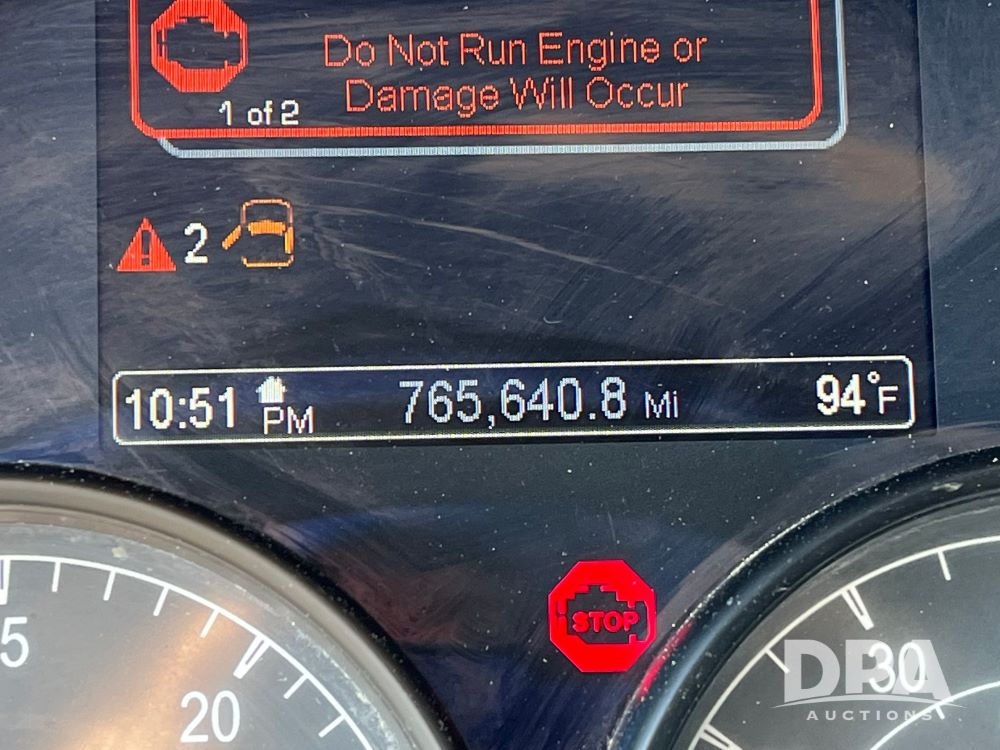 Do Not Run Engine or
Damage Will Occur
1 of 2
2
10:51 PM 765,640.8 Mi 94°F
STOP
5
20
30
DPA
AUCTIONS